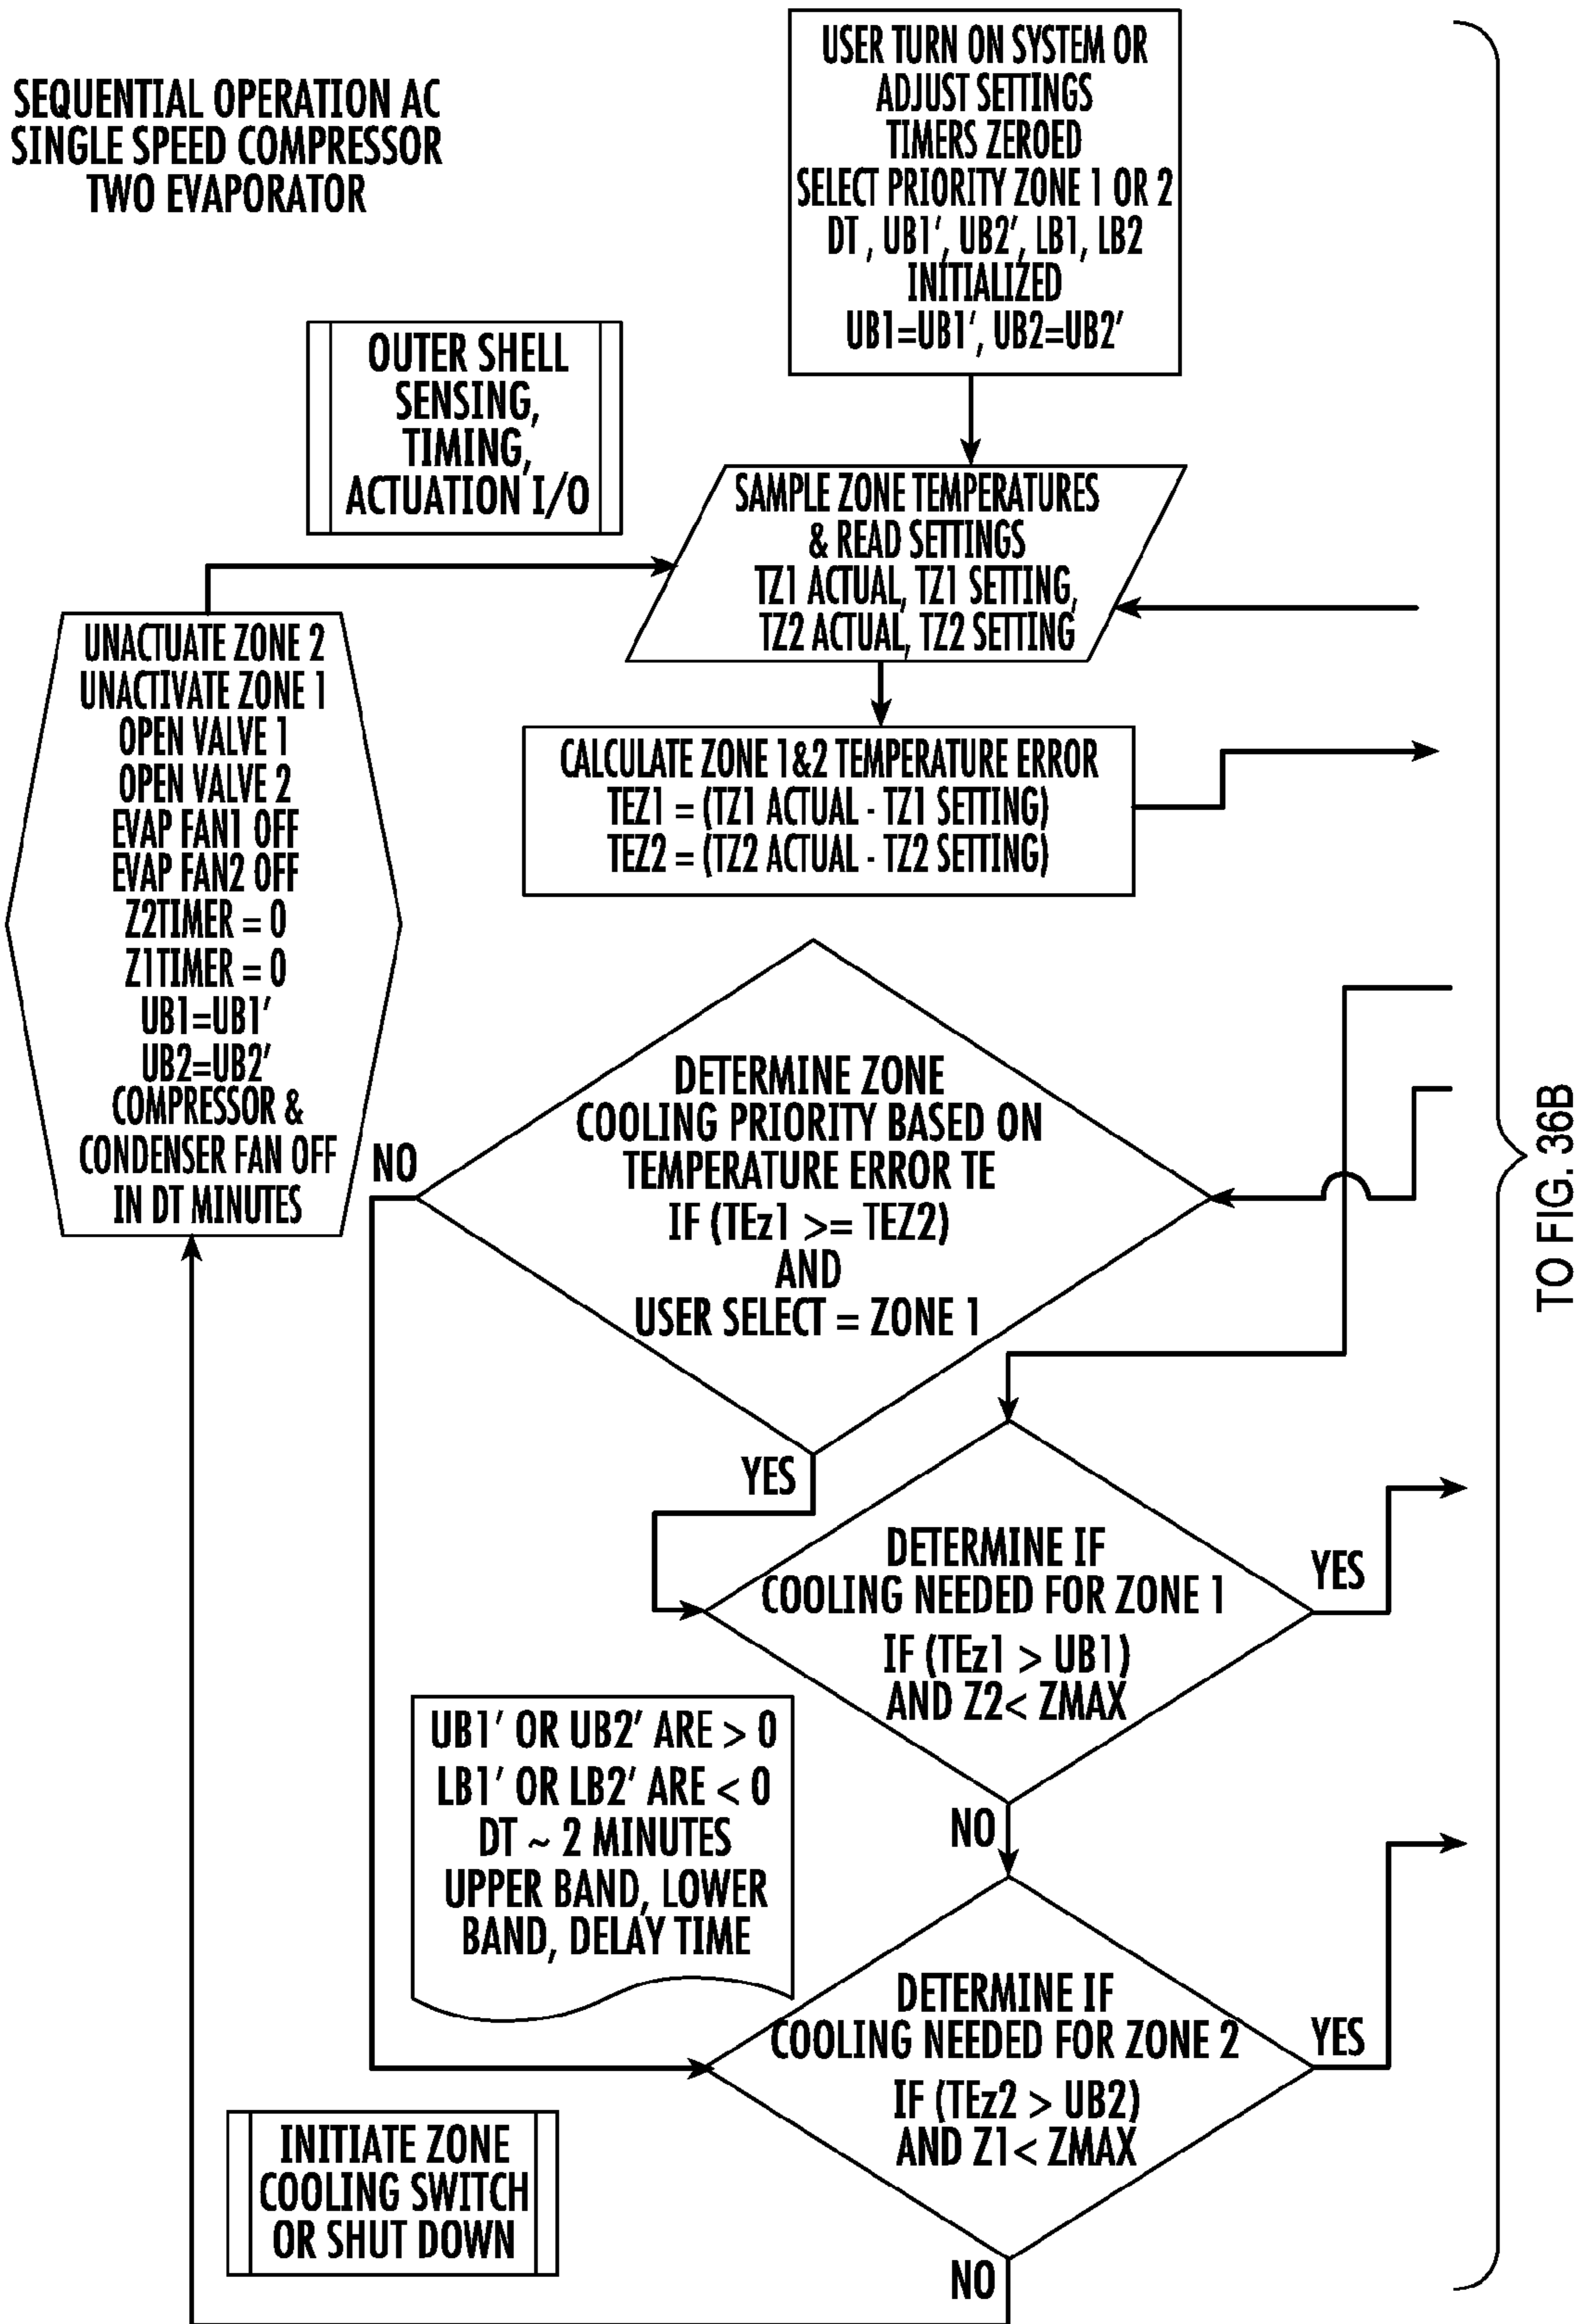 SEQUENTIAL OPERATION AC
SINGLE SPEED COMPRESSOR
TWO EVAPORATOR
USER TURN ON SYSTEM OR
ADJUST SETTINGS
TIMERS ZEROED
SELECT PRIORITY ZONE 1 OR 2
DT , UB1', UB2', LB1, LB2
INITIALIZED
UB1=UB1', UB2=UB2'
OUTER SHELL
SENSING,
TIMING,
ACTUATION I/O
SAMPLE ZONE TEMPERATURES
& READ SETTINGS
TZ1 ACTUAL, TZ1 SETTING,
TZ2 ACTUAL, TZ2 SETTING
UNACTUATE ZONE 2
UNACTIVATE ZONE 1
OPEN VALVE 1
OPEN VALVE 2
EVAP FAN1 OFF
EVAP FAN2 OFF
Z2TIMER = 0
Z1TIMER = 0
UB1=UB1'
UB2=UB2'
COMPRESSOR &
CONDENSER FAN OFF
IN DT MINUTES
CALCULATE ZONE 1&2 TEMPERATURE ERROR
TEZ1 = (TZ1 ACTUAL - TZ1 SETTING)
TEZ2 = (TZ2 ACTUAL - TZ2 SETTING)
DETERMINE ZONE
COOLING PRIORITY BASED ON
TEMPERATURE ERROR TE
IF (TEz1 >= TEZ2)
AND
USER SELECT = ZONE 1
NO
YES
TO FIG. 36B
DETERMINE IF
COOLING NEEDED FOR ZONE 1
IF (TEz1 > UB1)
AND Z2< ZMAX
YES
NO
UB1' OR UB2' ARE > 0
LB1' OR LB2' ARE < 0
DT ~ 2 MINUTES
UPPER BAND, LOWER
BAND, DELAY TIME
DETERMINE IF
COOLING NEEDED FOR ZONE 2
IF (TEz2 > UB2)
AND Z1< ZMAX
YES
NO
INITIATE ZONE
COOLING SWITCH
OR SHUT DOWN